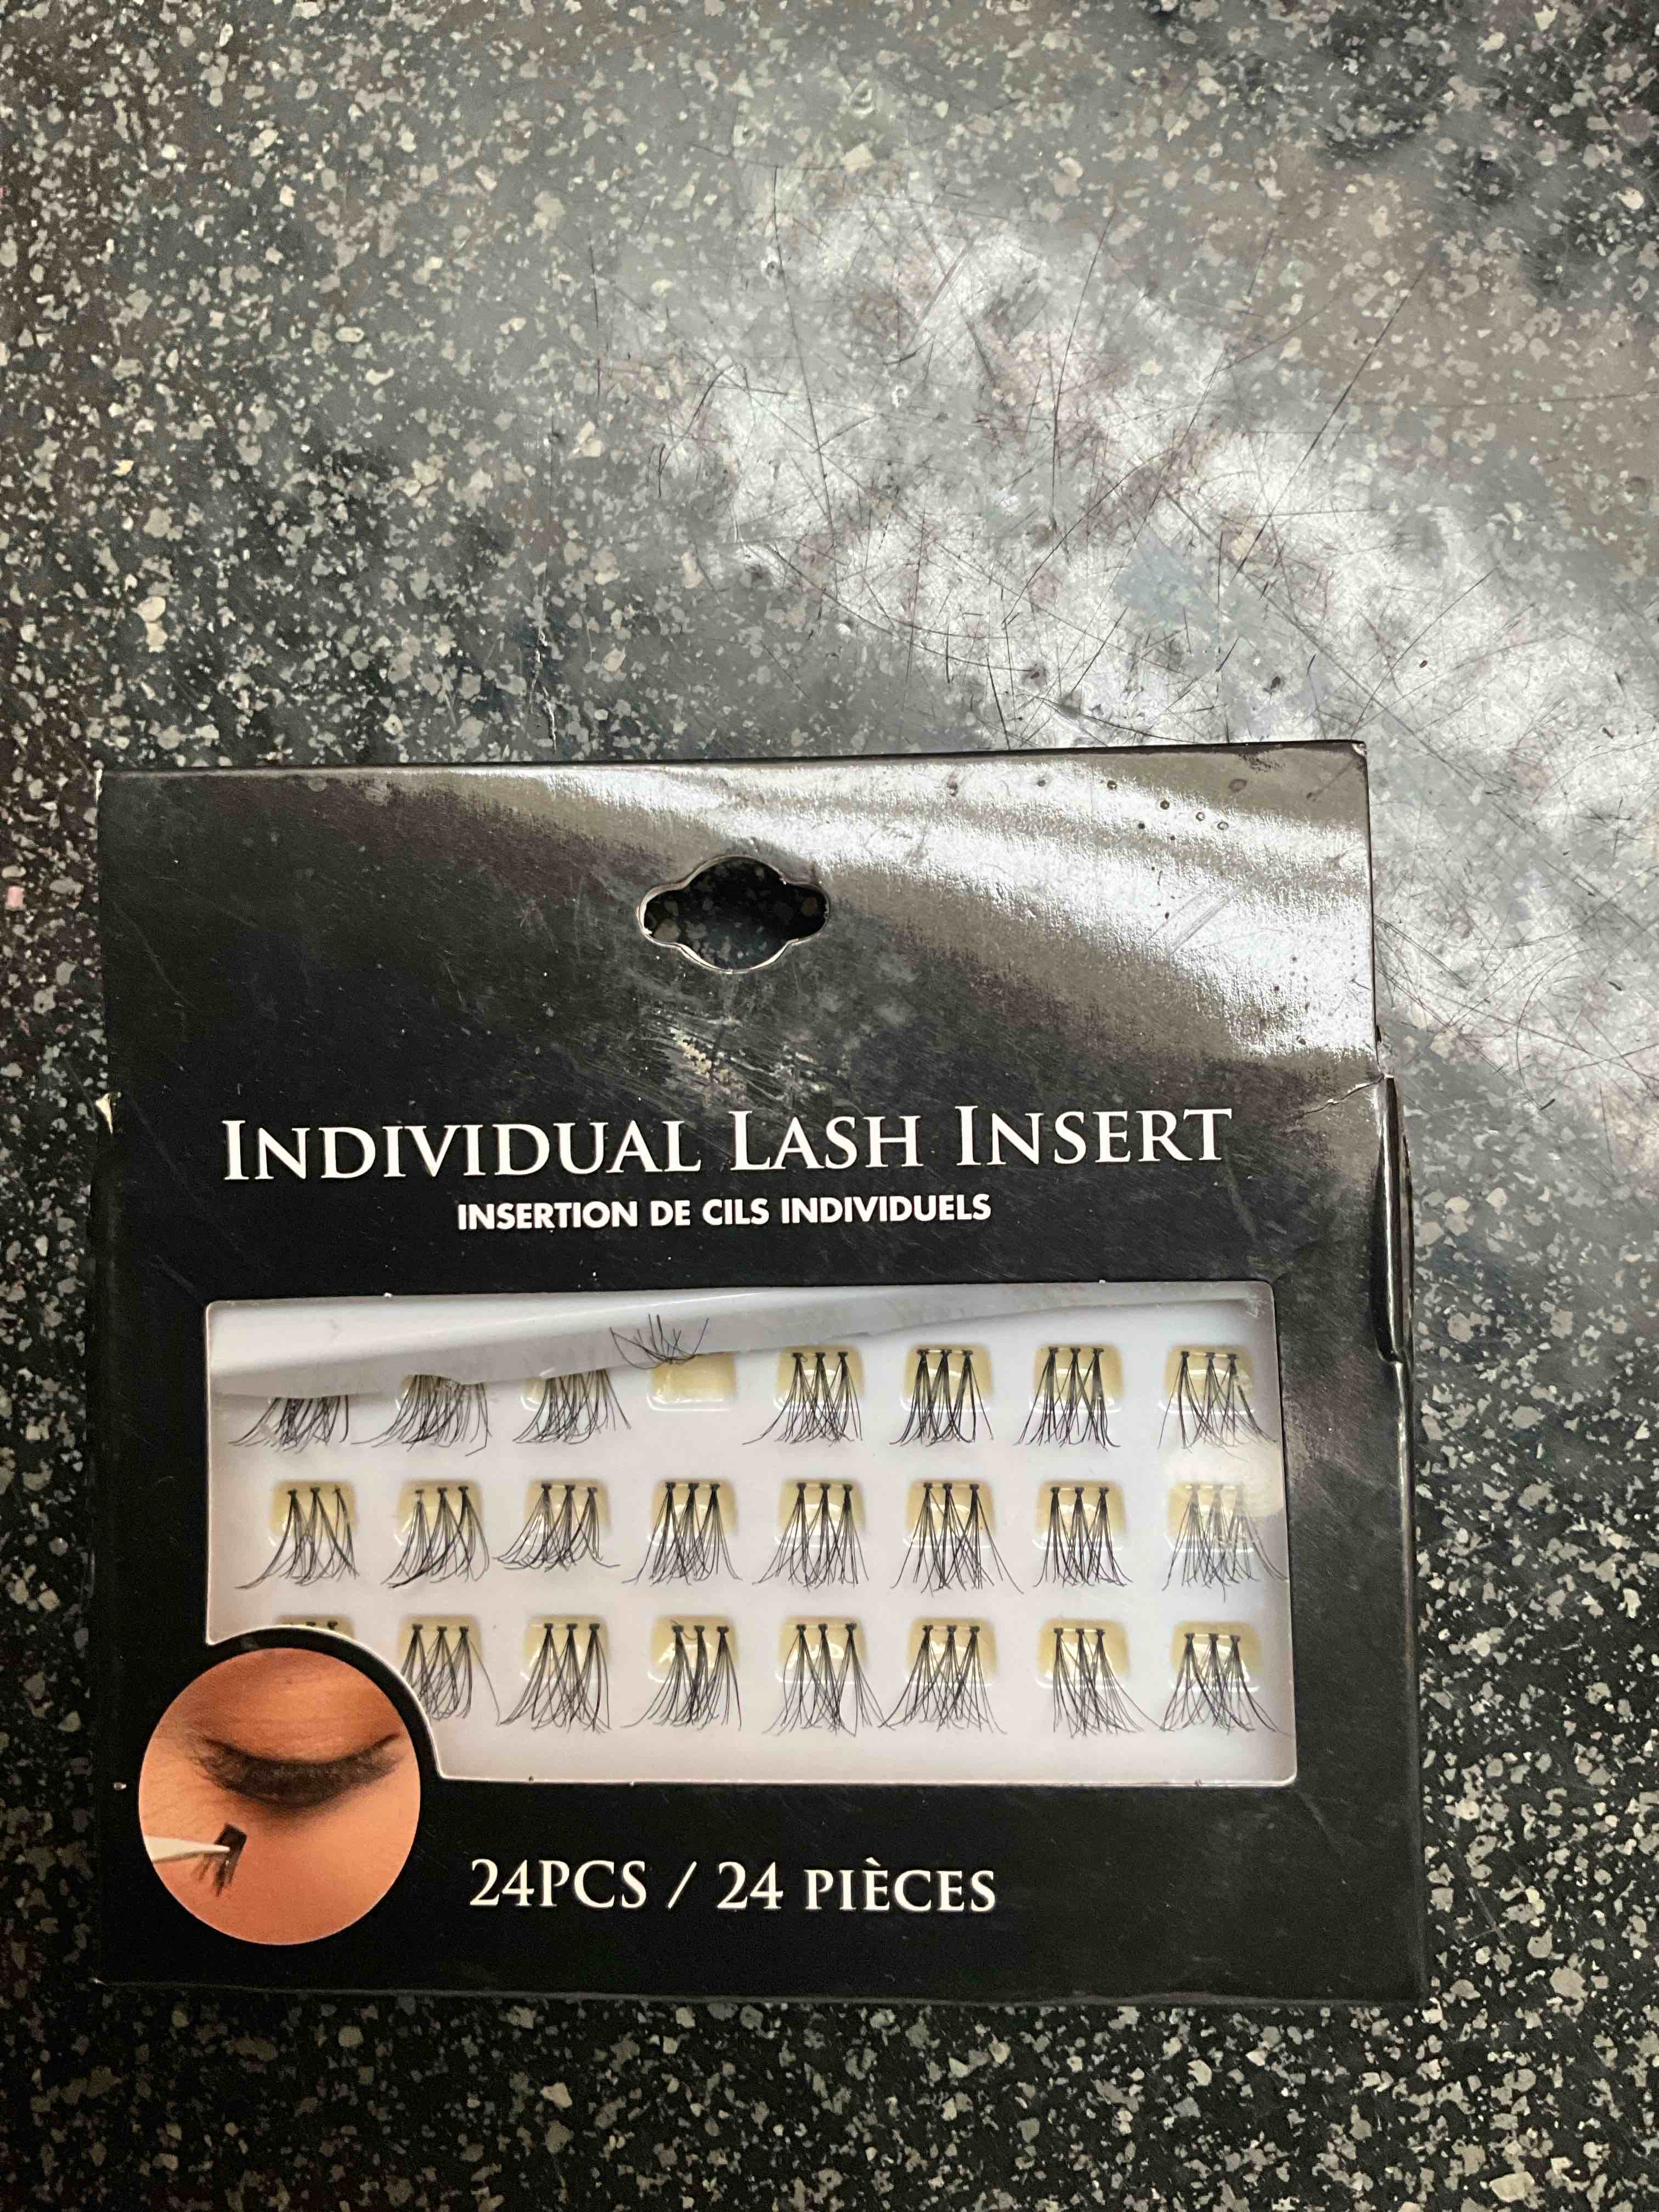 INDIVIDUAL LASH INSERT
INSERTION DE CILS INDIVIDUELS
24PCS / 24 PIÈCES